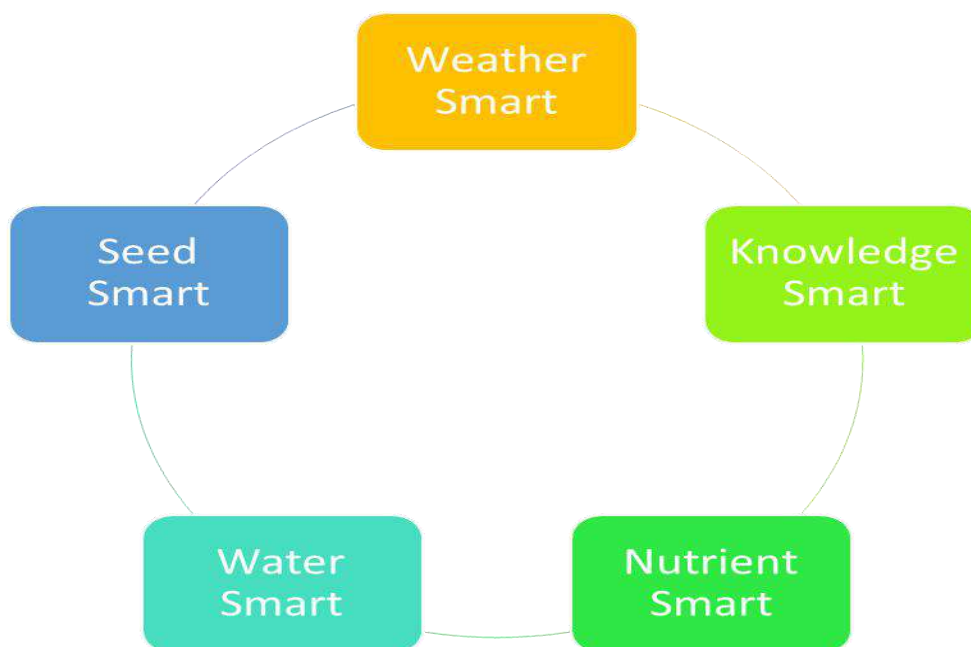 Weather
Smart
Seed
Smart
Knowledge
Smart
Water
Smart
Nutrient
Smart